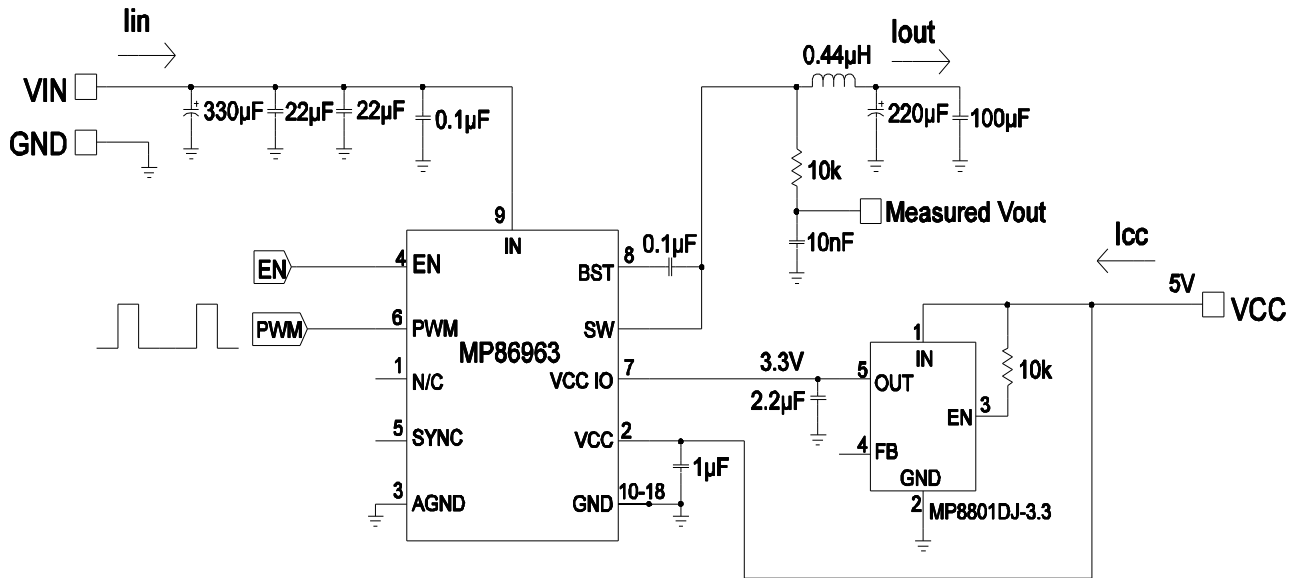 Iin
VIN
GND
330µF
22µF
22µF
0.1µF
Iout
0.44µH
220µF
100µF
10k
Measured Vout
10nF
0.1µF
Icc
5V
VCC
9
IN
EN
4
EN
PWM
6
PWM
MP86963
1
N/C
5
SYNC
3
AGND
8
BST
SW
7
VCC IO
2
VCC
10-18
GND
1µF
3.3V
2.2µF
1
IN
5
OUT
10k
3
EN
4
FB
GND
2
MP8801DJ-3.3